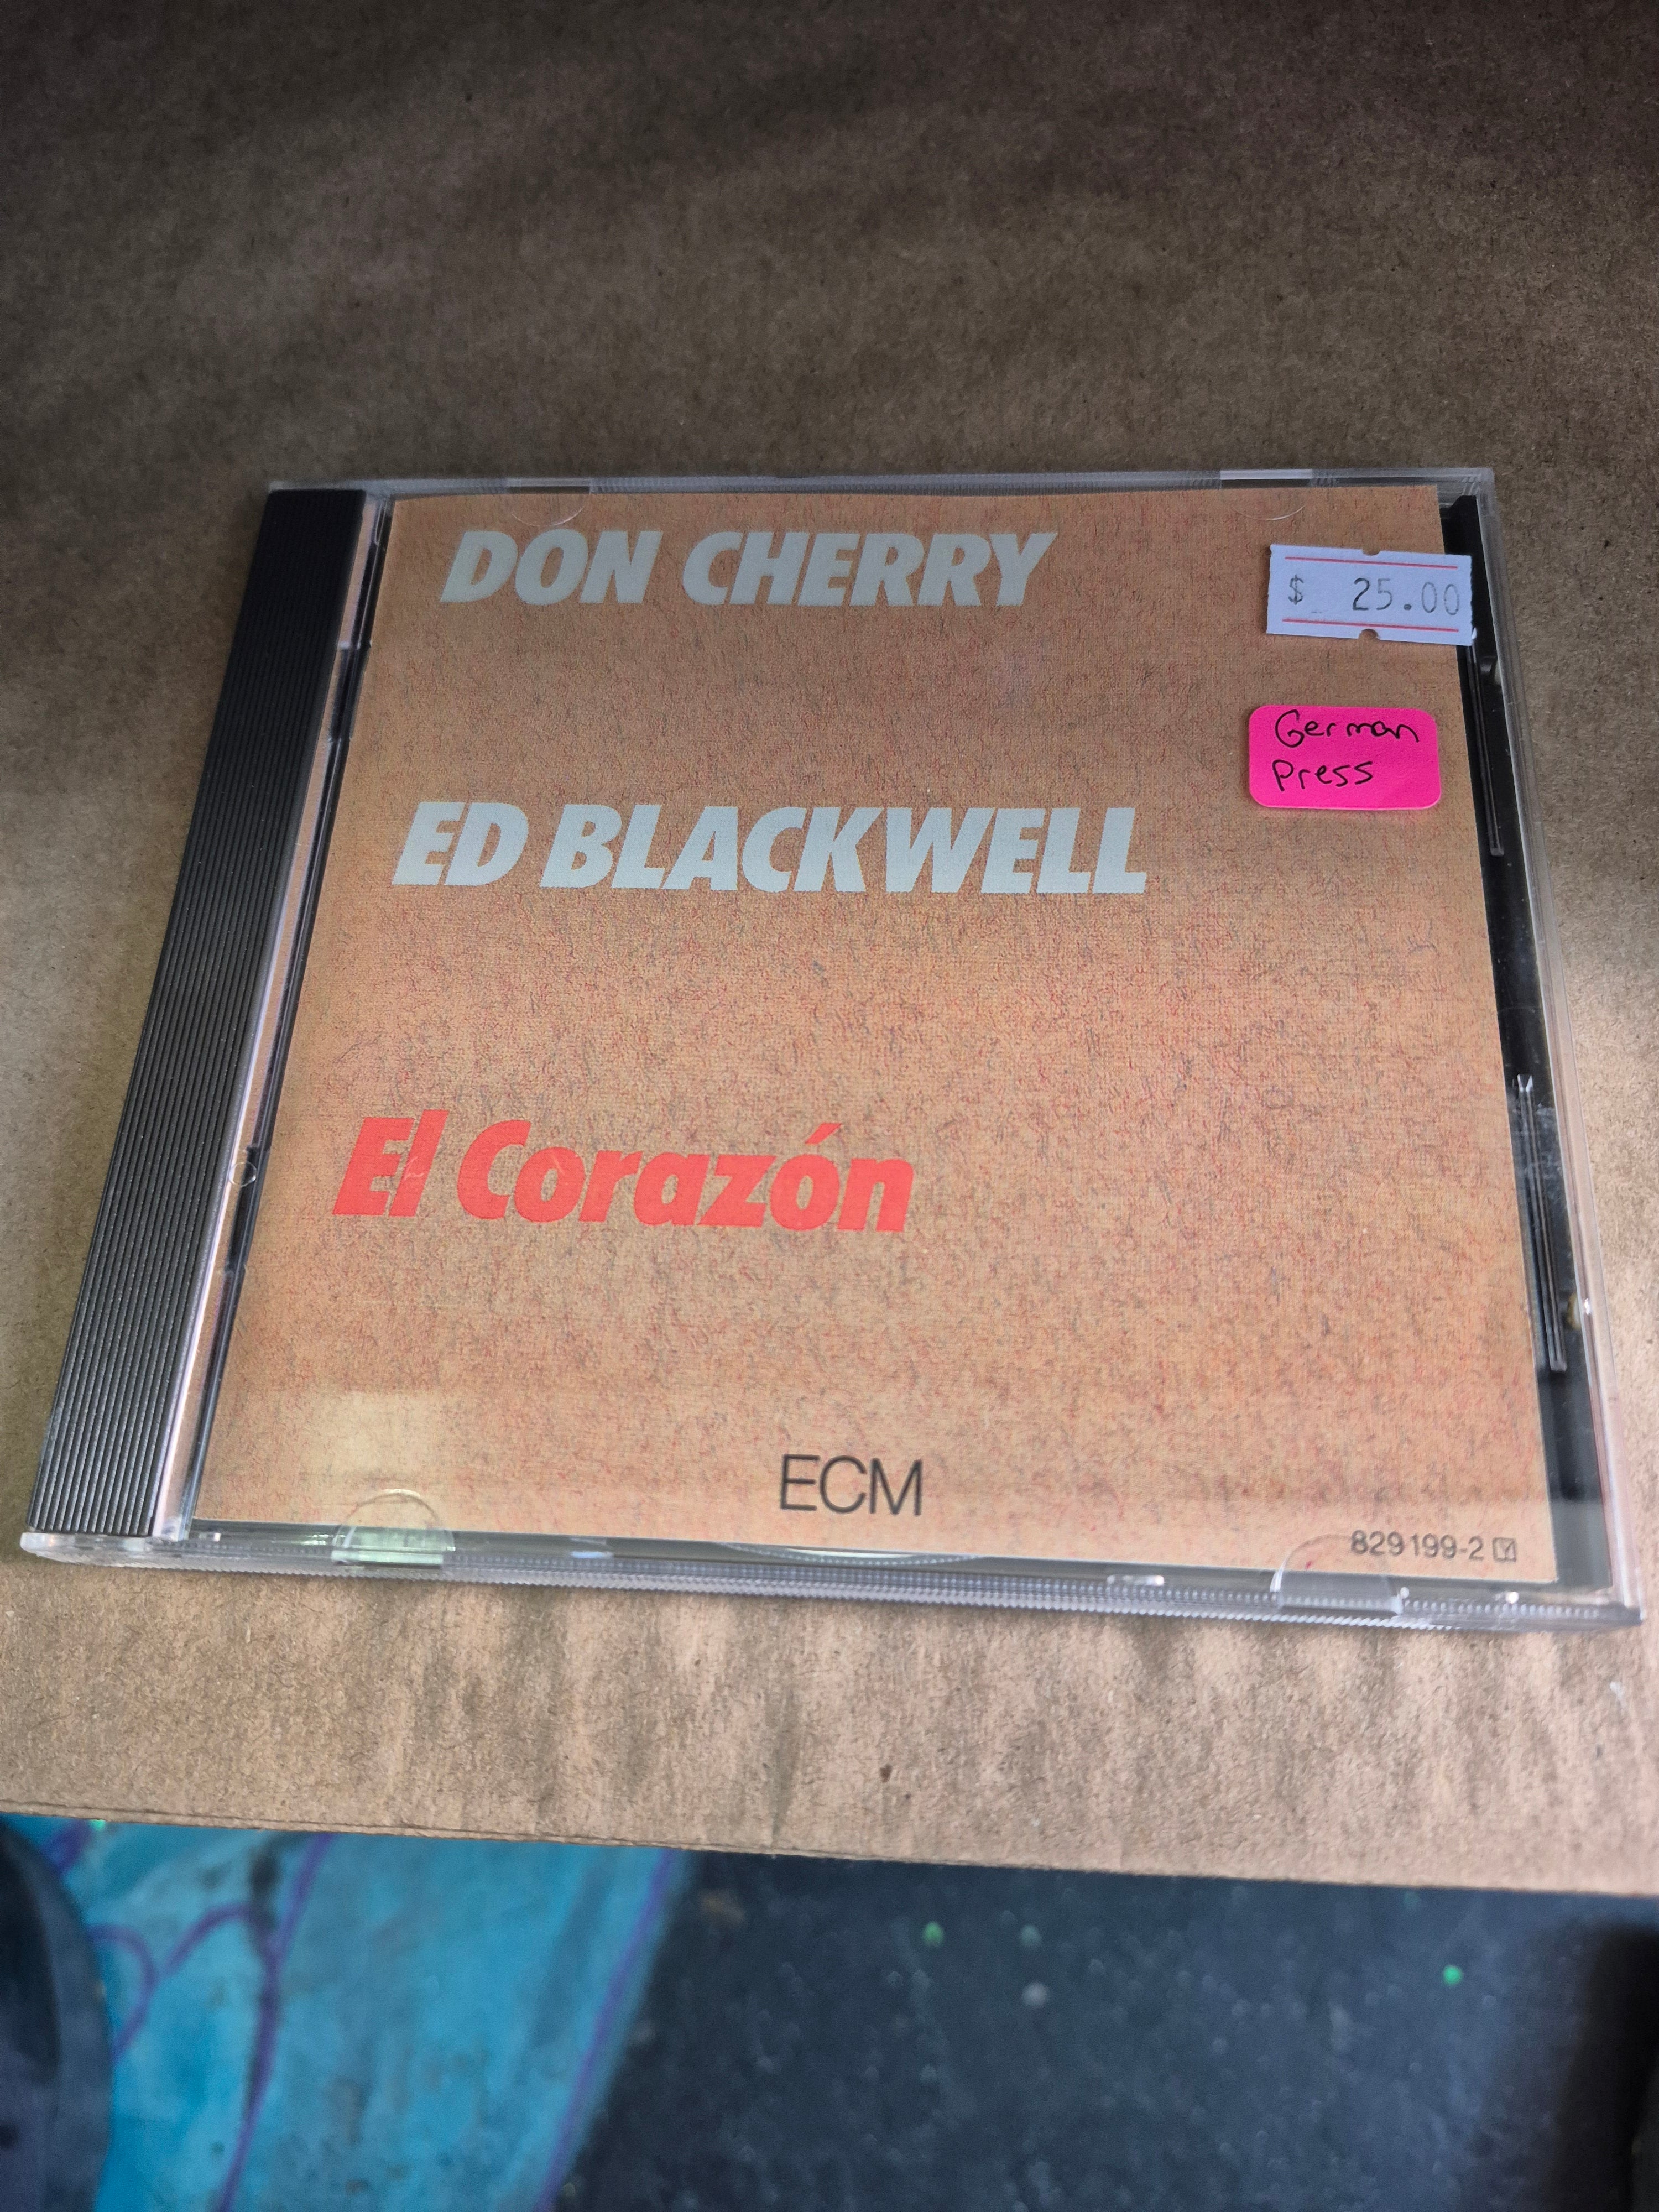 DON CHERRY
$ 25.00
German
Press
ED BLACKWELL
El Corazón
ECM
829 199-2 Y